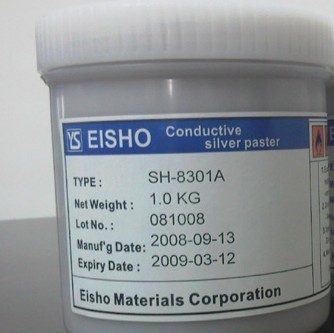 YS EISHO Conductive
silver paster
TYPE : SH-8301A
Net Weight : 1.0 KG
Lot No. : 081008
Manuf'g Date: 2008-09-13
Expiry Date : 2009-03-12
Eisho Materials Corporation